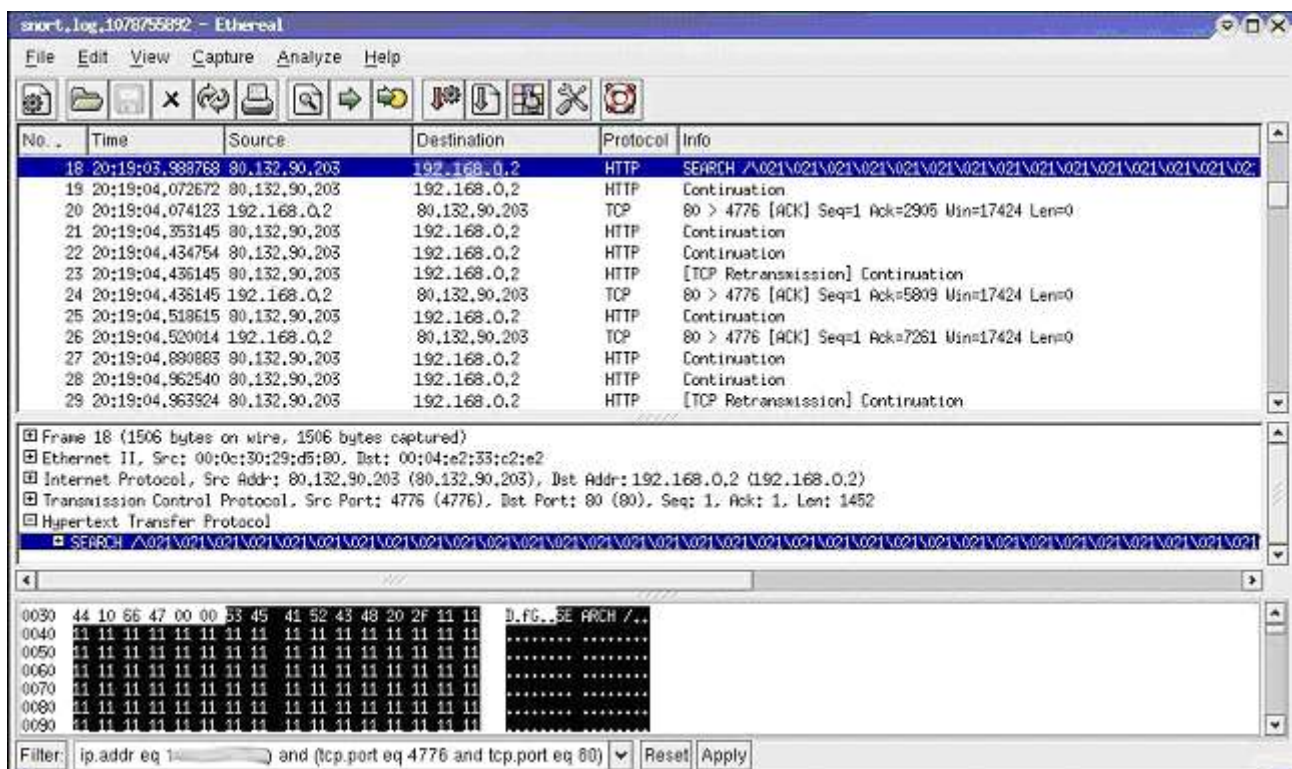 snort.log.1078755892 - Ethereal
File Edit View Capture Analyze Help
No. . Time Source Destination Protocol Info
18 20:19:03.988768 80.132.90.203 192.168.0.2 HTTP SEARCH /\021\021\021\021\021\021\021\021\021\021\021\021\021\021\021\021\021\02
19 20:19:04.072672 80.132.90.203 192.168.0.2 HTTP Continuation
20 20:19:04.074123 192.168.0.2 80.132.90.203 TCP 80 > 4776 [ACK] Seq=1 Ack=2905 Win=17424 Len=0
21 20:19:04.353145 80.132.90.203 192.168.0.2 HTTP Continuation
22 20:19:04.434754 80.132.90.203 192.168.0.2 HTTP Continuation
23 20:19:04.436145 80.132.90.203 192.168.0.2 HTTP [TCP Retransmission] Continuation
24 20:19:04.436145 192.168.0.2 80.132.90.203 TCP 80 > 4776 [ACK] Seq=1 Ack=5809 Win=17424 Len=0
25 20:19:04.518615 80.132.90.203 192.168.0.2 HTTP Continuation
26 20:19:04.520014 192.168.0.2 80.132.90.203 TCP 80 > 4776 [ACK] Seq=1 Ack=7261 Win=17424 Len=0
27 20:19:04.880883 80.132.90.203 192.168.0.2 HTTP Continuation
28 20:19:04.962540 80.132.90.203 192.168.0.2 HTTP Continuation
29 20:19:04.963924 80.132.90.203 192.168.0.2 HTTP [TCP Retransmission] Continuation
Frame 18 (1506 bytes on wire, 1506 bytes captured)
Ethernet II, Src: 00:0c:30:29:d5:80, Dst: 00:04:e2:33:c2:e2
Internet Protocol, Src Addr: 80.132.90.203 (80.132.90.203), Dst Addr: 192.168.0.2 (192.168.0.2)
Transmission Control Protocol, Src Port: 4776 (4776), Dst Port: 80 (80), Seq: 1, Ack: 1, Len: 1452
Hypertext Transfer Protocol
SEARCH /\021\021\021\021\021\021\021\021\021\021\021\021\021\021\021\021\021\021\021\021\021\021\021\021\021\021\021\021\021\021\021\021\021\021\021
0030 44 10 66 47 00 00 53 45 41 52 43 48 20 2F 11 11 D.fG..SE ARCH /..
0040 11 11 11 11 11 11 11 11 11 11 11 11 11 11 11 11 ........ ........
0050 11 11 11 11 11 11 11 11 11 11 11 11 11 11 11 11 ........ ........
0060 11 11 11 11 11 11 11 11 11 11 11 11 11 11 11 11 ........ ........
0070 11 11 11 11 11 11 11 11 11 11 11 11 11 11 11 11 ........ ........
0080 11 11 11 11 11 11 11 11 11 11 11 11 11 11 11 11 ........ ........
0090 11 11 11 11 11 11 11 11 11 11 11 11 11 11 11 11 ........ ........
Filter: ip.addr eq ) and (tcp.port eq 4776 and tcp.port eq 80) Reset Apply